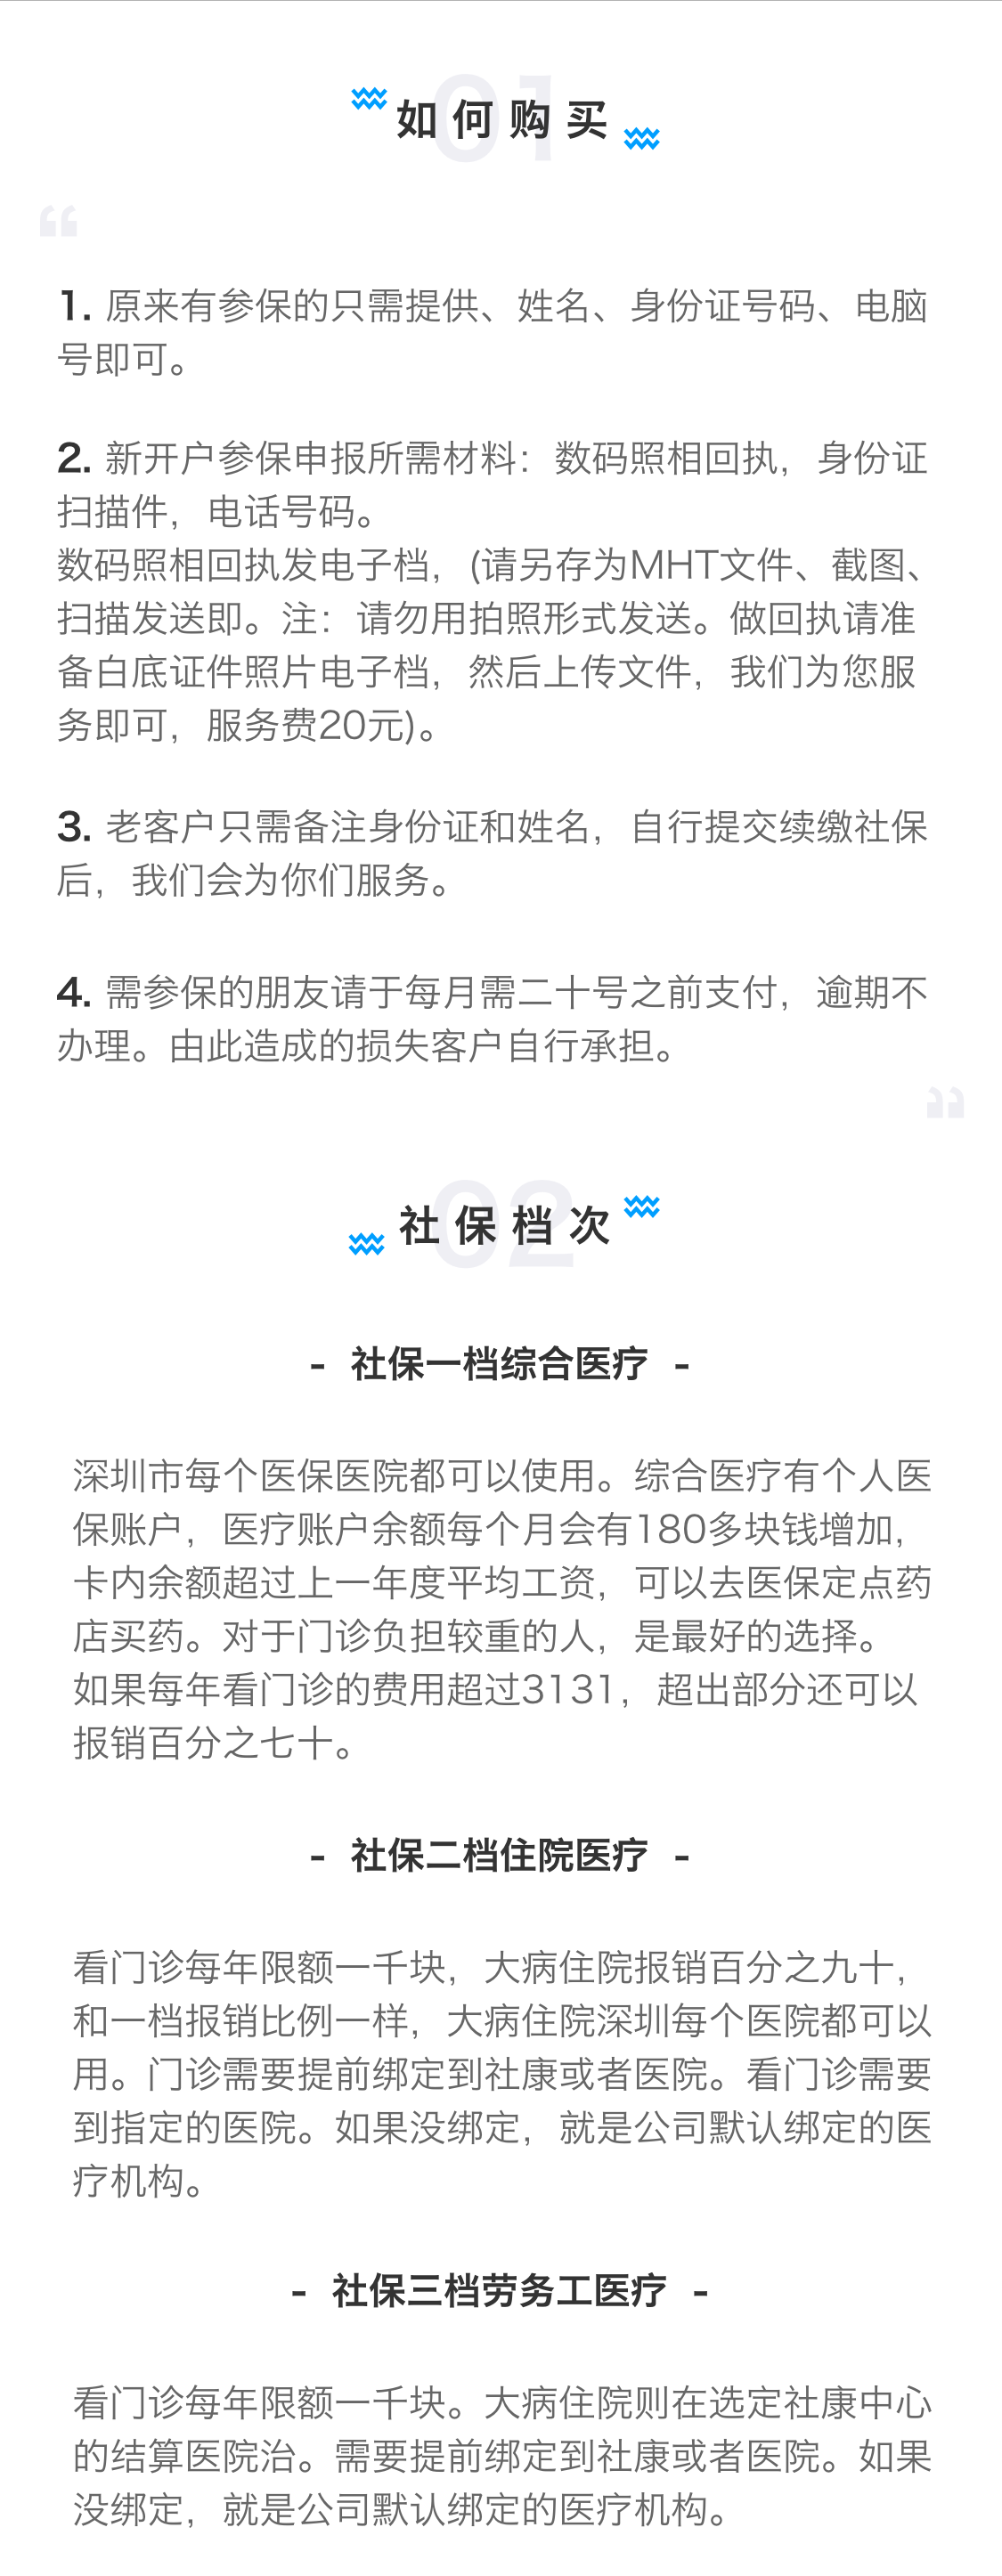 01
如何购买
“
1. 原来有参保的只需提供、姓名、身份证号码、电脑
号即可。
2. 新开户参保申报所需材料：数码照相回执，身份证
扫描件，电话号码。
数码照相回执发电子档，(请另存为MHT文件、截图、
扫描发送即。注：请勿用拍照形式发送。做回执请准
备白底证件照片电子档，然后上传文件，我们为您服
务即可，服务费20元)。
3. 老客户只需备注身份证和姓名，自行提交续缴社保
后，我们会为你们服务。
4. 需参保的朋友请于每月需二十号之前支付，逾期不
办理。由此造成的损失客户自行承担。
”
02
社保档次
- 社保一档综合医疗 -
深圳市每个医保医院都可以使用。综合医疗有个人医
保账户，医疗账户余额每个月会有180多块钱增加，
卡内余额超过上一年度平均工资，可以去医保定点药
店买药。对于门诊负担较重的人，是最好的选择。
如果每年看门诊的费用超过3131，超出部分还可以
报销百分之七十。
- 社保二档住院医疗 -
看门诊每年限额一千块，大病住院报销百分之九十，
和一档报销比例一样，大病住院深圳每个医院都可以
用。门诊需要提前绑定到社康或者医院。看门诊需要
到指定的医院。如果没绑定，就是公司默认绑定的医
疗机构。
- 社保三档劳务工医疗 -
看门诊每年限额一千块。大病住院则在选定社康中心
的结算医院治。需要提前绑定到社康或者医院。如果
没绑定，就是公司默认绑定的医疗机构。